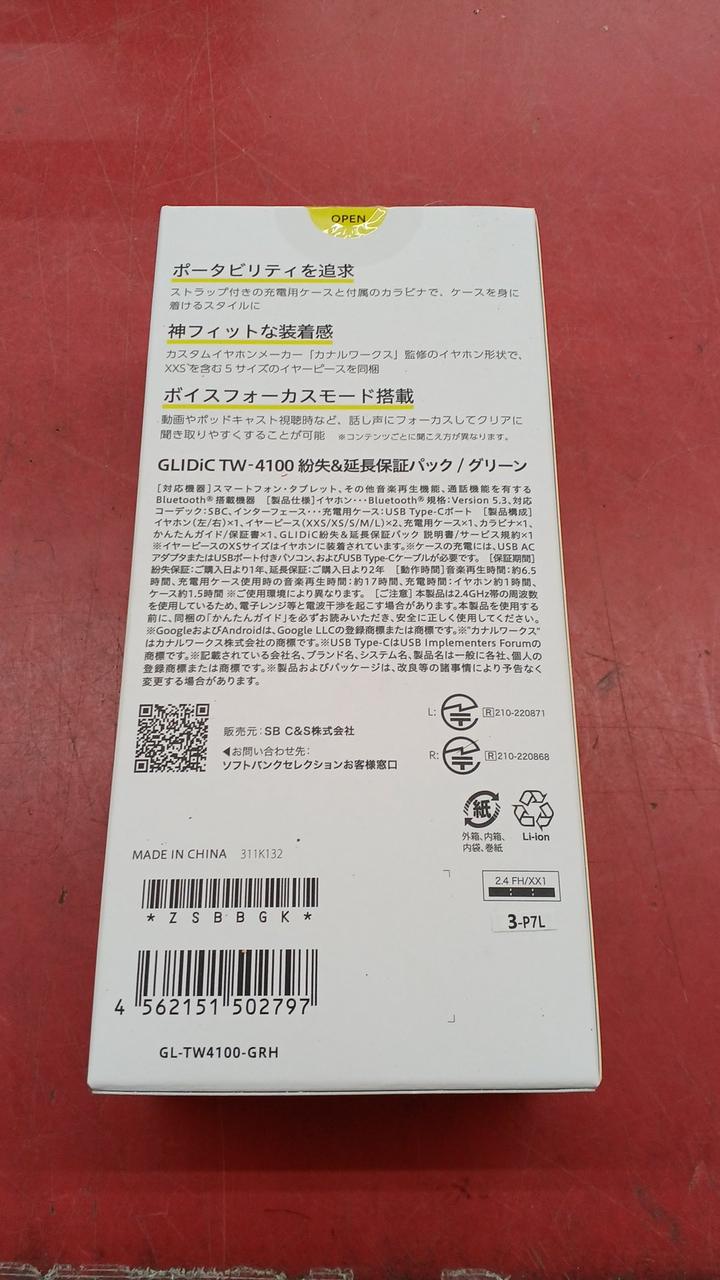 OPEN
ポータビリティを追求
ストラップ付きの充電用ケースと付属のカラビナで、ケースを身に
着けるスタイルに
神フィットな装着感
カスタムイヤホンメーカー「カナルワークス」監修のイヤホン形状で、
XXSを含む5サイズのイヤーピースを同梱
ボイスフォーカスモード搭載
動画やポッドキャスト視聴時など、話し声にフォーカスしてクリアに
聞き取りやすくすることが可能 ※コンテンツごとに聞こえ方が異なります。
GLIDiC TW-4100 紛失&延長保証パック / グリーン
[対応機器]スマートフォン・タブレット、その他音楽再生機能、通話機能を有する
Bluetooth®搭載機器 [製品仕様]イヤホン・・・Bluetooth®規格:Version 5.3、対応
コーデック:SBC、インターフェース・・・充電用ケース:USB Type-Cポート [製品構成]
イヤホン(左/右)×1、イヤーピース(XXS/XS/S/M/L)×2、充電用ケース×1、カラビナ×1、
かんたんガイド/保証書×1、GLIDiC紛失&延長保証パック 説明書/サービス規約×1
※イヤーピースのXSサイズはイヤホンに装着されています。※ケースの充電には、USB AC
アダプタまたはUSBポート付きパソコン、およびUSB Type-Cケーブルが必要です。 [保証期間]
紛失保証:ご購入日より1年、延長保証:ご購入日より2年 [動作時間]音楽再生時:約6.5
時間、充電用ケース使用時の音楽再生時間:約17時間、充電時間:イヤホン約1時間、
ケース約1.5時間 ※ご使用環境により異なります。 [ご注意]本製品は2.4GHz帯の周波数
を使用しているため、電子レンジ等と電波干渉を起こす場合があります。本製品を使用する
前に、同梱の「かんたんガイド」を必ずお読みいただき、安全に正しく使用してください。
※GoogleおよびAndroidは、Google LLCの登録商標または商標です。※"カナルワークス"
はカナルワークス株式会社の商標です。※USB Type-CはUSB Implementers Forumの
商標です。※記載されている会社名、ブランド名、システム名、製品名は一般に各社、個人の
登録商標または商標です。※製品およびパッケージは、改良等の諸事情により予告なく
変更する場合があります。
販売元:SB C&S株式会社
◀お問い合わせ先:
ソフトバンクセレクションお客様窓口
L: R 210-220871
R: R 210-220868
紙
外箱、内箱、
内袋、巻紙
Li-ion
MADE IN CHINA 311K132
2.4 FH/XX1
*ZSBBGK*
3-P7L
4 562151 502797
GL-TW4100-GRH